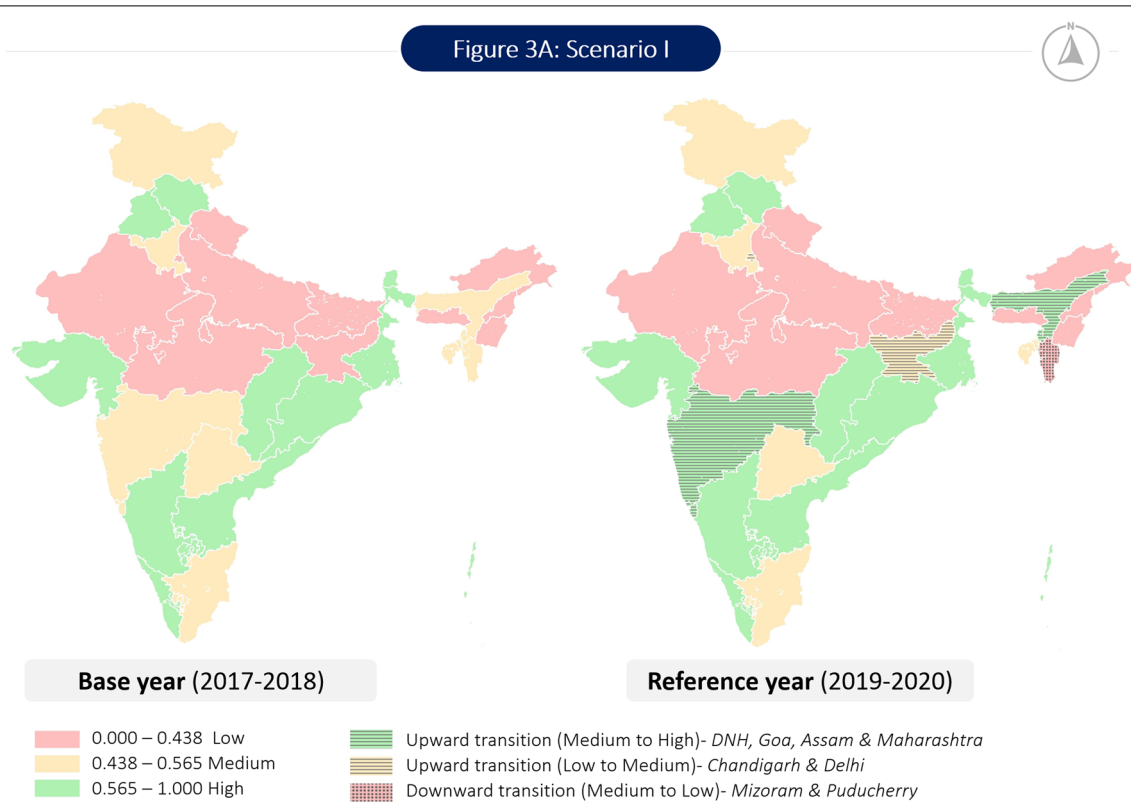 Figure 3A: Scenario I
N
Base year (2017-2018)
Reference year (2019-2020)
0.000 – 0.438 Low
0.438 – 0.565 Medium
0.565 – 1.000 High
Upward transition (Medium to High)- DNH, Goa, Assam & Maharashtra
Upward transition (Low to Medium)- Chandigarh & Delhi
Downward transition (Medium to Low)- Mizoram & Puducherry